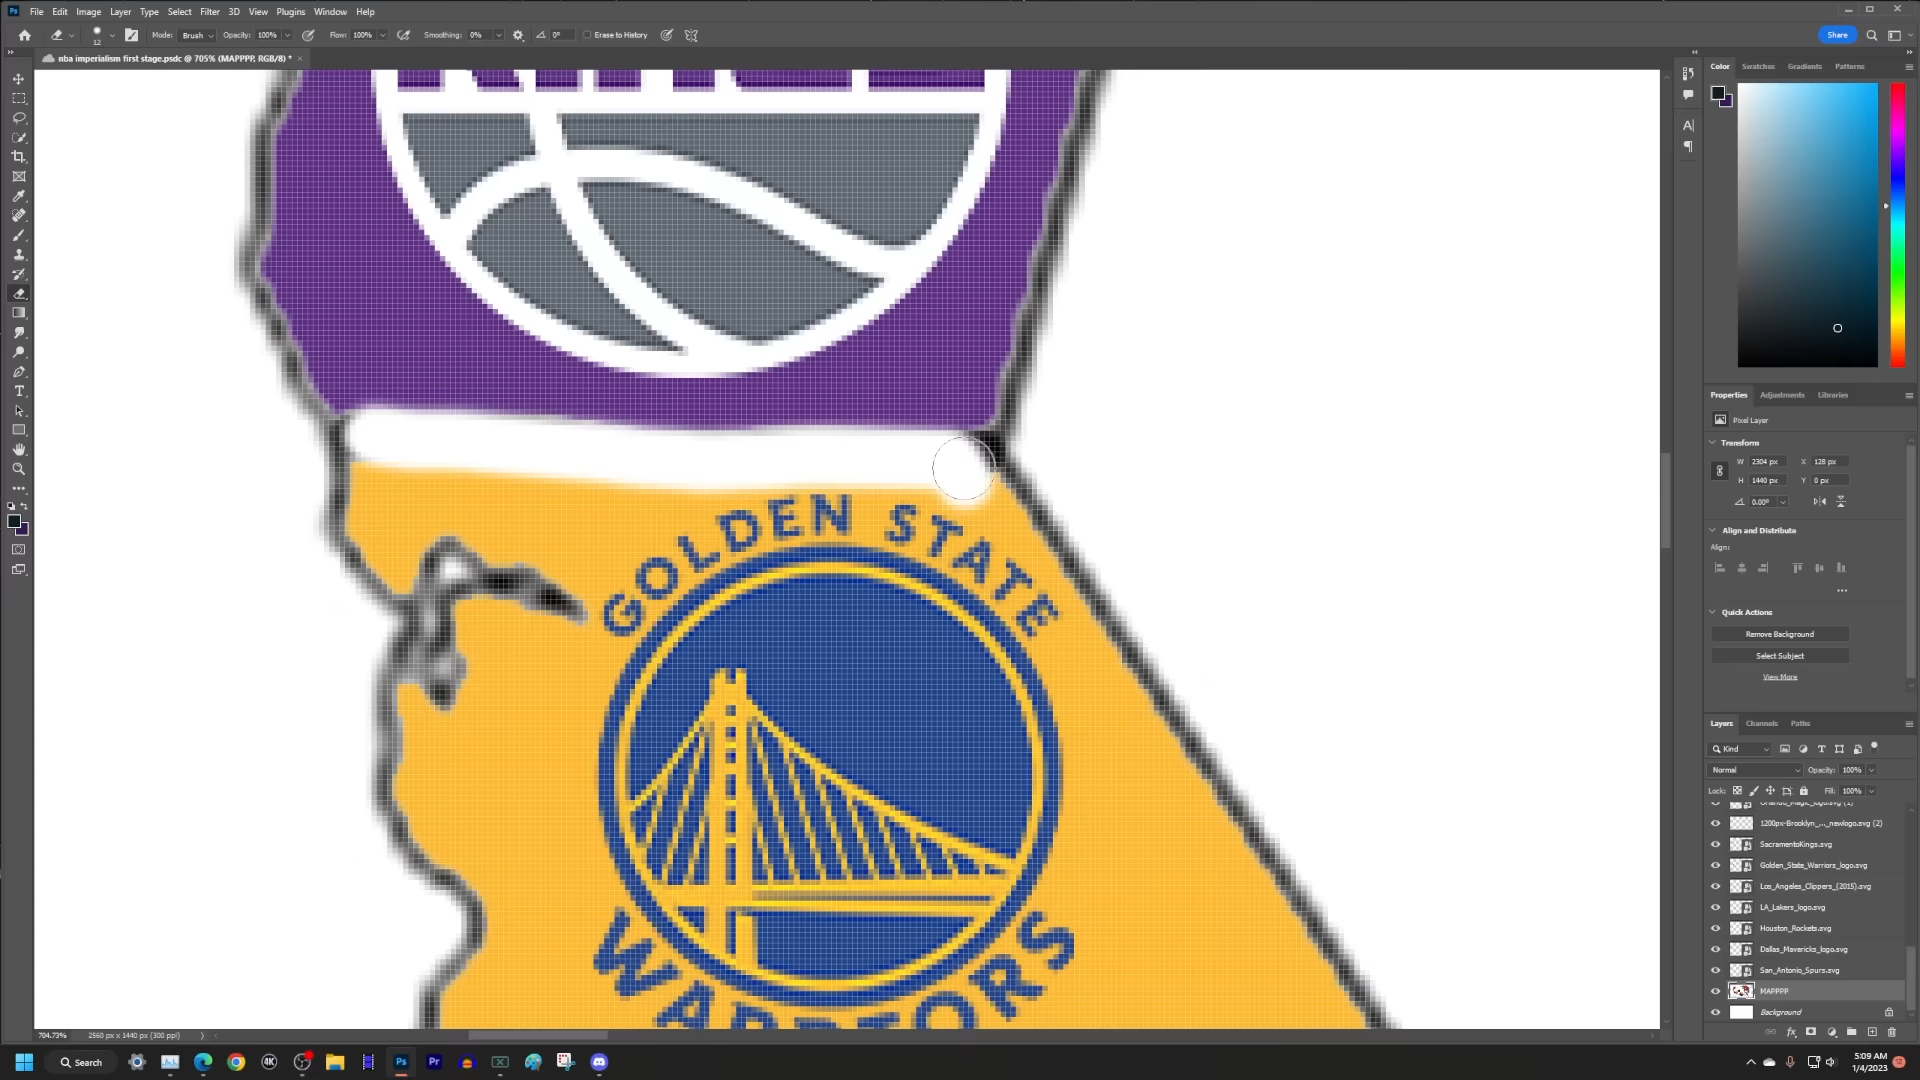 File Edit Image Layer Type Select Filter 3D View Plugins Window Help
12 Mode: Brush Opacity: 100% Flow: 100% Smoothing: 0% 0° Erase to History Share
nba imperialism first stage.psdc @ 705% (MAPPPP, RGB/8) *
Color Swatches Gradients Patterns
Properties Adjustments Libraries
Pixel Layer
Transform
W 2304 px X 128 px
H 1440 px Y 0 px
0.00°
Align and Distribute
Align:
Quick Actions
Remove Background
Select Subject
View More
Layers Channels Paths
Kind
Normal Opacity: 100%
Lock: Fill: 100%
Orlando_Magic_logo.svg (1)
1200px-Brooklyn_..._newlogo.svg (2)
SacramentoKings.svg
Golden_State_Warriors_logo.svg
Los_Angeles_Clippers_(2015).svg
LA_Lakers_logo.svg
Houston_Rockets.svg
Dallas_Mavericks_logo.svg
San_Antonio_Spurs.svg
MAPPPP
Background
GOLDEN STATE
WARRIORS
704.73% 2560 px x 1440 px (300 ppi)
Search
5:09 AM
1/4/2023